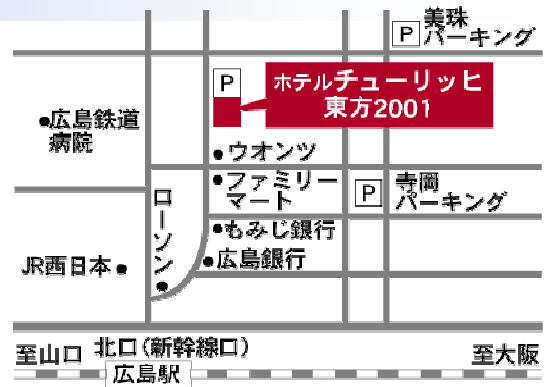 P 美珠
パーキング
P
ホテルチューリッヒ
東方2001
広島鉄道
病院
ウオンツ
ファミリー
マート
P 寺岡
パーキング
ローソン
もみじ銀行
広島銀行
JR西日本
至山口 北口(新幹線口) 至大阪
広島駅